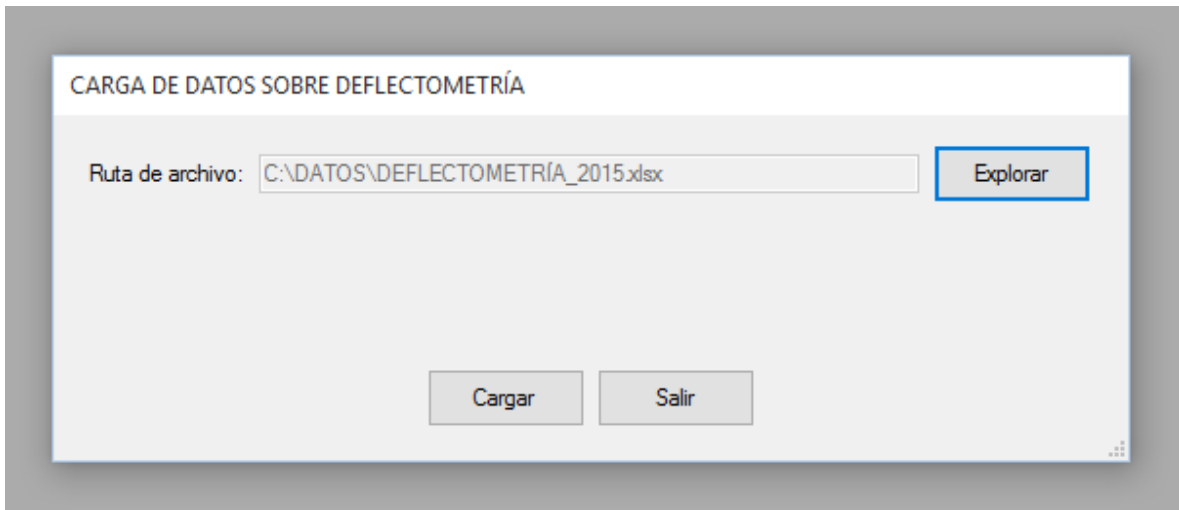 CARGA DE DATOS SOBRE DEFLECTOMETRÍA
Ruta de archivo: C:\DATOS\DEFLECTOMETRÍA_2015.xlsx Explorar
Cargar Salir